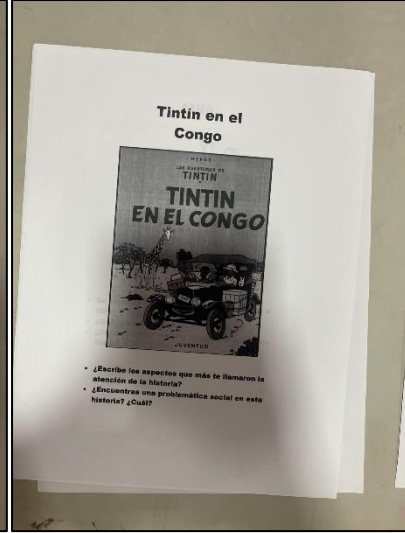 Tintín en el
Congo
HERGÉ
LAS AVENTURAS DE
TINTIN
TINTIN
EN EL CONGO
JUVENTUD
• ¿Escribe los aspectos que más te llamaron la
atención de la historia?
• ¿Encuentras una problemática social en esta
historia? ¿Cuál?